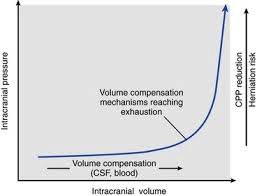 Intracranial pressure
Volume compensation
mechanisms reaching
exhaustion
Volume compensation
(CSF, blood)
Intracranial volume
CPP reduction
Herniation risk